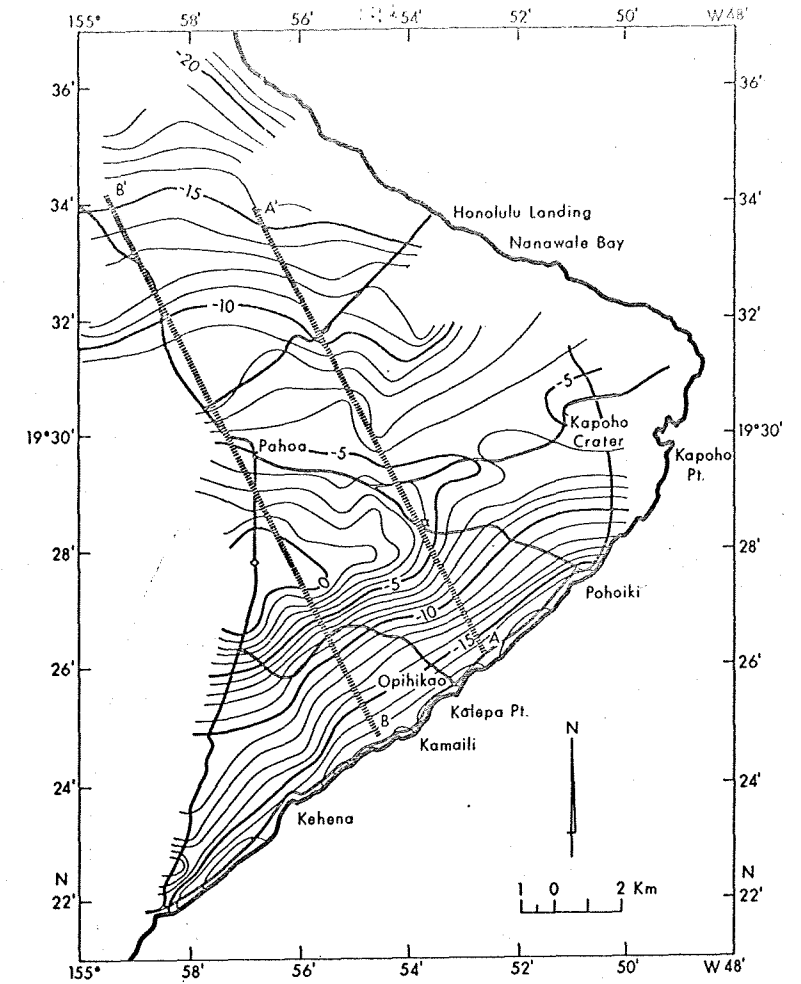 155° 58' 56' 54' 52' 50' W 48'
36' 36'
-20
34' 34'
B' -15 A'
Honolulu Landing
Nanawale Bay
-10
32' 32'
-5
19°30' 19°30'
Kapoho
Crater
Pahoa -5
Kapoho
Pt.
28' 28'
0 -5
Pohoiki
-10
-15 A
26' 26'
Opihikao
Kalepa Pt.
B
Kamaili
N
24' 24'
Kehena
N N
1 0 2 Km
22' 22'
155° 58' 56' 54' 52' 50' W 48'